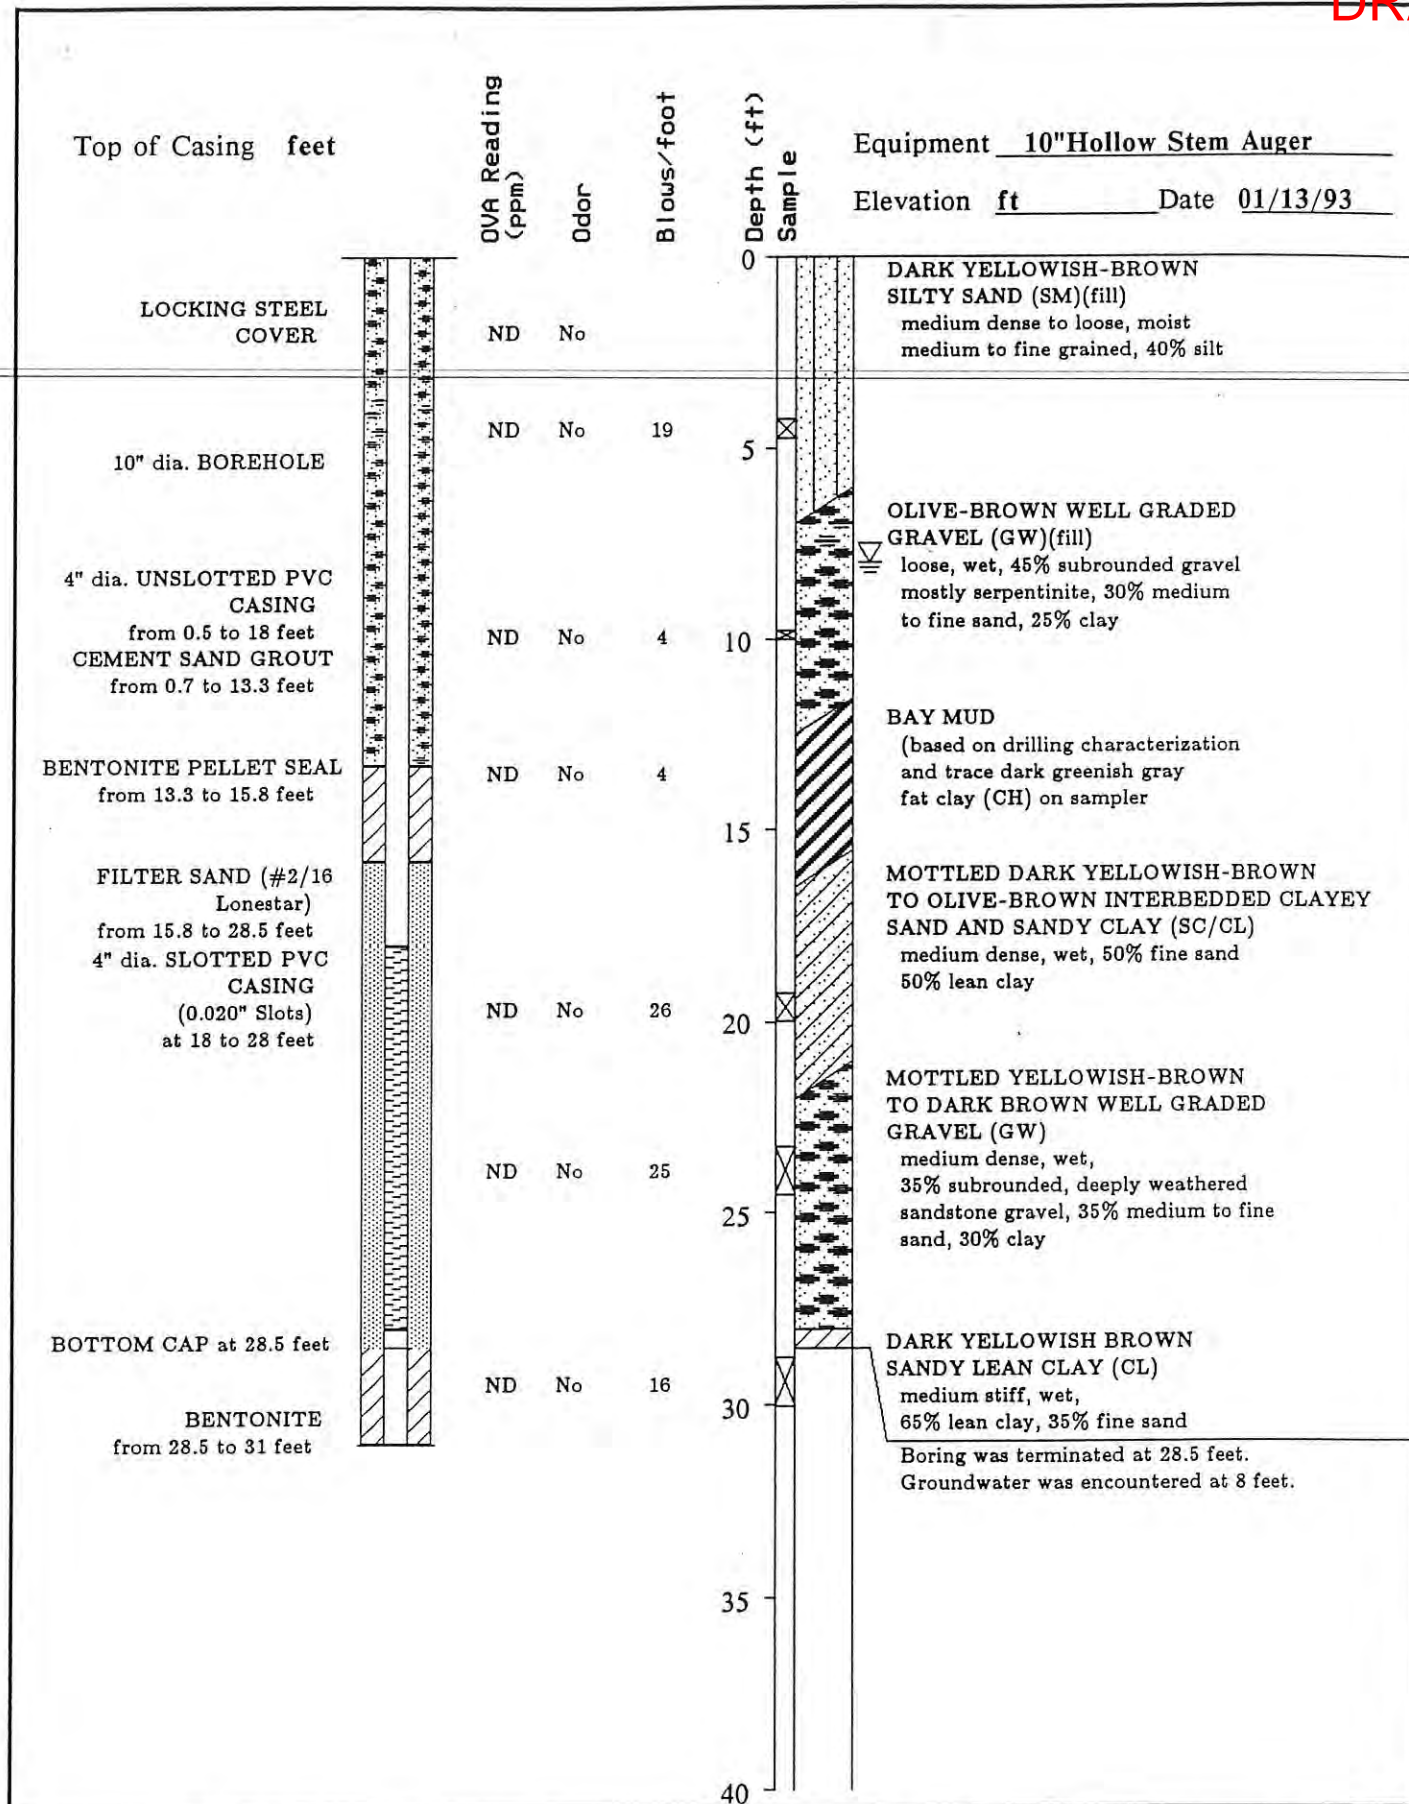 Top of Casing feet
OVA Reading
(ppm)
Odor
Blows/foot
Depth (ft)
Sample
Equipment 10"Hollow Stem Auger
Elevation ft Date 01/13/93
LOCKING STEEL
COVER
10" dia. BOREHOLE
4" dia. UNSLOTTED PVC
CASING
from 0.5 to 18 feet
CEMENT SAND GROUT
from 0.7 to 13.3 feet
BENTONITE PELLET SEAL
from 13.3 to 15.8 feet
FILTER SAND (#2/16
Lonestar)
from 15.8 to 28.5 feet
4" dia. SLOTTED PVC
CASING
(0.020" Slots)
at 18 to 28 feet
BOTTOM CAP at 28.5 feet
BENTONITE
from 28.5 to 31 feet
ND No
ND No 19
ND No 4
ND No 4
ND No 26
ND No 25
ND No 16
0
5
10
15
20
25
30
35
40
DARK YELLOWISH-BROWN
SILTY SAND (SM)(fill)
medium dense to loose, moist
medium to fine grained, 40% silt
OLIVE-BROWN WELL GRADED
GRAVEL (GW)(fill)
loose, wet, 45% subrounded gravel
mostly serpentinite, 30% medium
to fine sand, 25% clay
BAY MUD
(based on drilling characterization
and trace dark greenish gray
fat clay (CH) on sampler
MOTTLED DARK YELLOWISH-BROWN
TO OLIVE-BROWN INTERBEDDED CLAYEY
SAND AND SANDY CLAY (SC/CL)
medium dense, wet, 50% fine sand
50% lean clay
MOTTLED YELLOWISH-BROWN
TO DARK BROWN WELL GRADED
GRAVEL (GW)
medium dense, wet,
35% subrounded, deeply weathered
sandstone gravel, 35% medium to fine
sand, 30% clay
DARK YELLOWISH BROWN
SANDY LEAN CLAY (CL)
medium stiff, wet,
65% lean clay, 35% fine sand
Boring was terminated at 28.5 feet.
Groundwater was encountered at 8 feet.